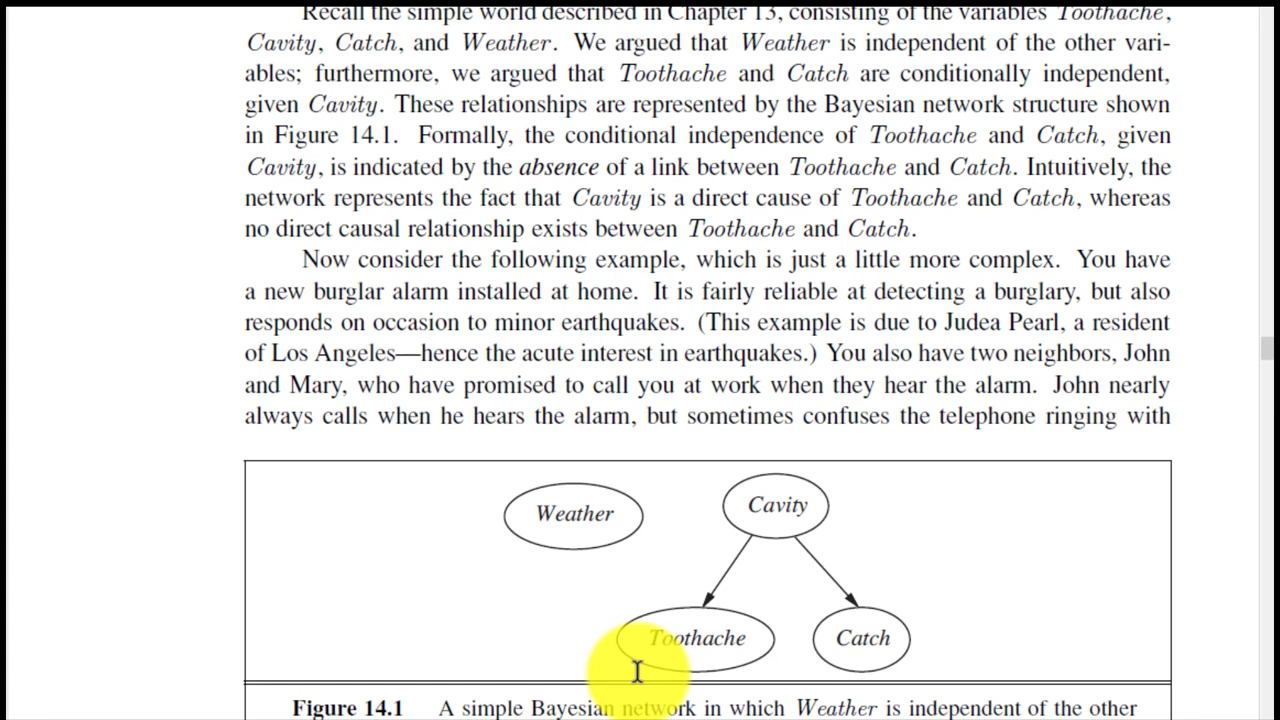 Recall the simple world described in Chapter 13, consisting of the variables Toothache,
Cavity, Catch, and Weather. We argued that Weather is independent of the other vari-
ables; furthermore, we argued that Toothache and Catch are conditionally independent,
given Cavity. These relationships are represented by the Bayesian network structure shown
in Figure 14.1. Formally, the conditional independence of Toothache and Catch, given
Cavity, is indicated by the absence of a link between Toothache and Catch. Intuitively, the
network represents the fact that Cavity is a direct cause of Toothache and Catch, whereas
no direct causal relationship exists between Toothache and Catch.
Now consider the following example, which is just a little more complex. You have
a new burglar alarm installed at home. It is fairly reliable at detecting a burglary, but also
responds on occasion to minor earthquakes. (This example is due to Judea Pearl, a resident
of Los Angeles—hence the acute interest in earthquakes.) You also have two neighbors, John
and Mary, who have promised to call you at work when they hear the alarm. John nearly
always calls when he hears the alarm, but sometimes confuses the telephone ringing with
Weather
Cavity
Toothache
Catch
Figure 14.1 A simple Bayesian network in which Weather is independent of the other